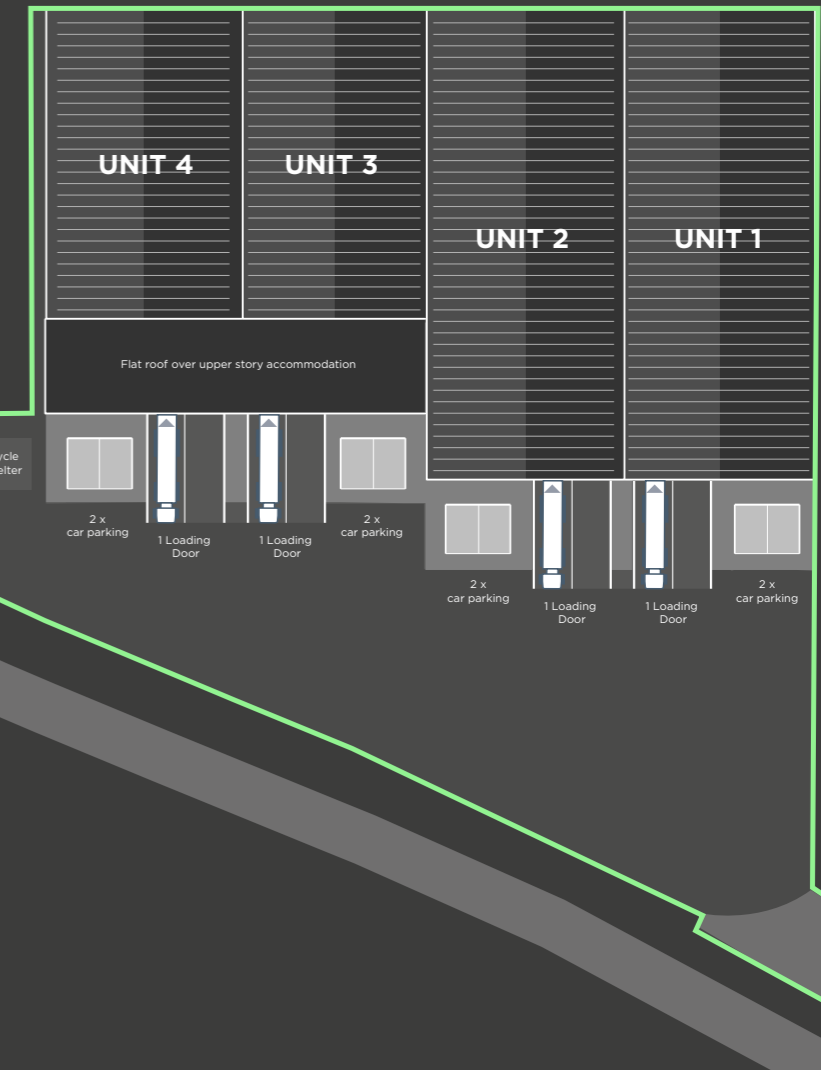 UNIT 4
UNIT 3
UNIT 2
UNIT 1
Flat roof over upper story accommodation
2 x
car parking
1 Loading
Door
1 Loading
Door
2 x
car parking
2 x
car parking
1 Loading
Door
1 Loading
Door
2 x
car parking